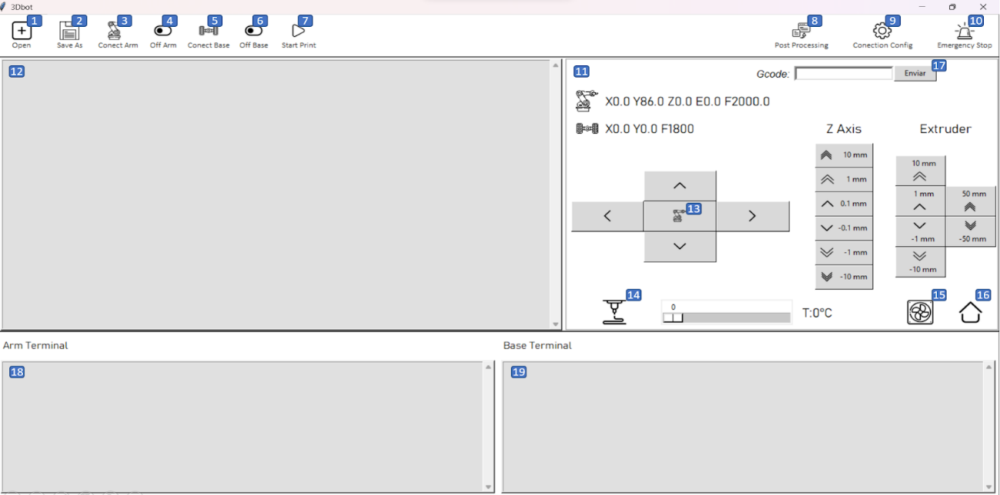 3Dbot
1 2 3 4 5 6 7 8 9 10
Open Save As Conect Arm Off Arm Conect Base Off Base Start Print Post Processing Conection Config Emergency Stop
12
11
Gcode: Enviar 17
X0.0 Y86.0 Z0.0 E0.0 F2000.0
X0.0 Y0.0 F1800
Z Axis Extruder
10 mm
1 mm
0.1 mm
-0.1 mm
-1 mm
-10 mm
10 mm
1 mm 50 mm
-1 mm -50 mm
-10 mm
13
14 15 16
0
T:0°C
Arm Terminal Base Terminal
18 19